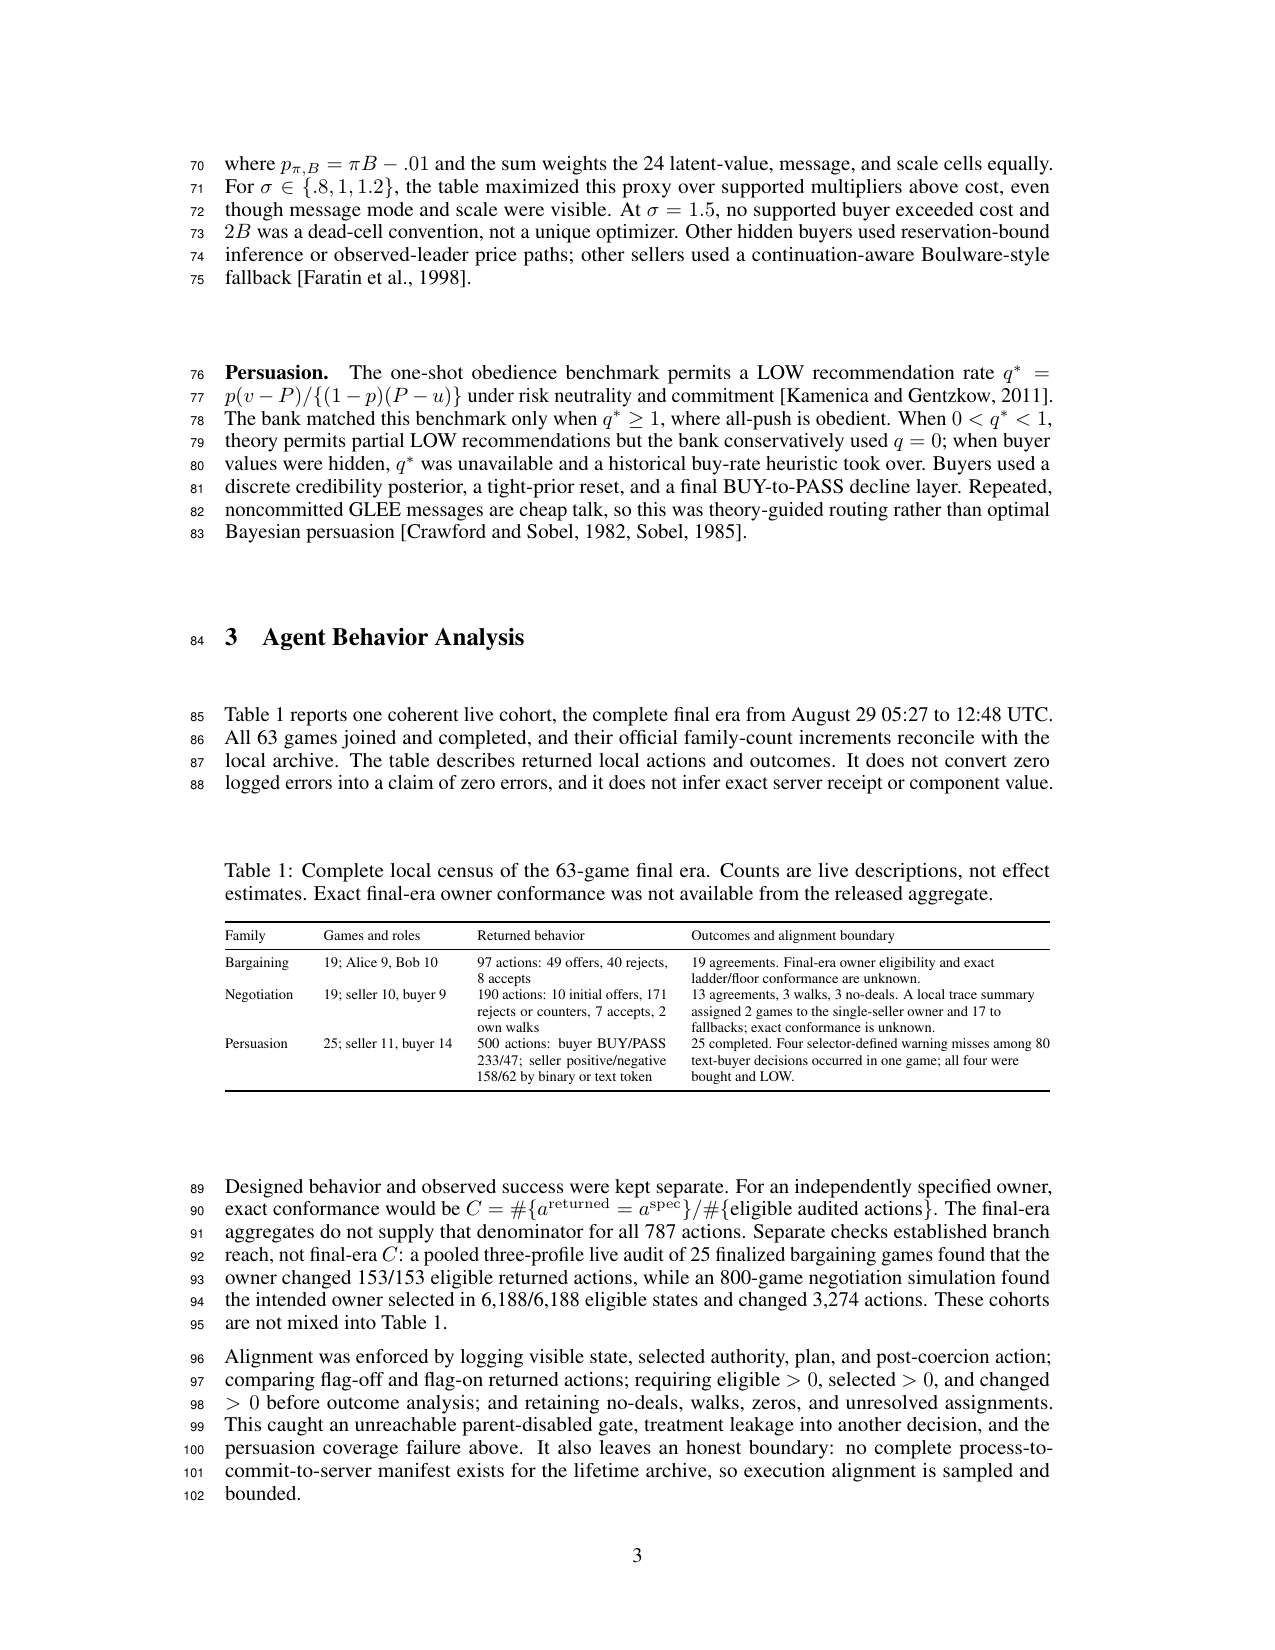 70 where p_{π,B} = πB − .01 and the sum weights the 24 latent-value, message, and scale cells equally.
71 For σ ∈ {.8, 1, 1.2}, the table maximized this proxy over supported multipliers above cost, even
72 though message mode and scale were visible. At σ = 1.5, no supported buyer exceeded cost and
73 2B was a dead-cell convention, not a unique optimizer. Other hidden buyers used reservation-bound
74 inference or observed-leader price paths; other sellers used a continuation-aware Boulware-style
75 fallback [Faratin et al., 1998].
76 Persuasion. The one-shot obedience benchmark permits a LOW recommendation rate q* =
77 p(v − P)/{(1 − p)(P − u)} under risk neutrality and commitment [Kamenica and Gentzkow, 2011].
78 The bank matched this benchmark only when q* ≥ 1, where all-push is obedient. When 0 < q* < 1,
79 theory permits partial LOW recommendations but the bank conservatively used q = 0; when buyer
80 values were hidden, q* was unavailable and a historical buy-rate heuristic took over. Buyers used a
81 discrete credibility posterior, a tight-prior reset, and a final BUY-to-PASS decline layer. Repeated,
82 noncommitted GLEE messages are cheap talk, so this was theory-guided routing rather than optimal
83 Bayesian persuasion [Crawford and Sobel, 1982, Sobel, 1985].
84 3 Agent Behavior Analysis
85 Table 1 reports one coherent live cohort, the complete final era from August 29 05:27 to 12:48 UTC.
86 All 63 games joined and completed, and their official family-count increments reconcile with the
87 local archive. The table describes returned local actions and outcomes. It does not convert zero
88 logged errors into a claim of zero errors, and it does not infer exact server receipt or component value.
Table 1: Complete local census of the 63-game final era. Counts are live descriptions, not effect
estimates. Exact final-era owner conformance was not available from the released aggregate.
Family Games and roles Returned behavior Outcomes and alignment boundary
Bargaining 19; Alice 9, Bob 10 97 actions: 49 offers, 40 rejects, 19 agreements. Final-era owner eligibility and exact
8 accepts ladder/floor conformance are unknown.
Negotiation 19; seller 10, buyer 9 190 actions: 10 initial offers, 171 13 agreements, 3 walks, 3 no-deals. A local trace summary
rejects or counters, 7 accepts, 2 assigned 2 games to the single-seller owner and 17 to
own walks fallbacks; exact conformance is unknown.
Persuasion 25; seller 11, buyer 14 500 actions: buyer BUY/PASS 25 completed. Four selector-defined warning misses among 80
233/47; seller positive/negative text-buyer decisions occurred in one game; all four were
158/62 by binary or text token bought and LOW.
89 Designed behavior and observed success were kept separate. For an independently specified owner,
90 exact conformance would be C = #{a^{returned} = a^{spec}}/#{eligible audited actions}. The final-era
91 aggregates do not supply that denominator for all 787 actions. Separate checks established branch
92 reach, not final-era C: a pooled three-profile live audit of 25 finalized bargaining games found that the
93 owner changed 153/153 eligible returned actions, while an 800-game negotiation simulation found
94 the intended owner selected in 6,188/6,188 eligible states and changed 3,274 actions. These cohorts
95 are not mixed into Table 1.
96 Alignment was enforced by logging visible state, selected authority, plan, and post-coercion action;
97 comparing flag-off and flag-on returned actions; requiring eligible > 0, selected > 0, and changed
98 > 0 before outcome analysis; and retaining no-deals, walks, zeros, and unresolved assignments.
99 This caught an unreachable parent-disabled gate, treatment leakage into another decision, and the
100 persuasion coverage failure above. It also leaves an honest boundary: no complete process-to-
101 commit-to-server manifest exists for the lifetime archive, so execution alignment is sampled and
102 bounded.
3